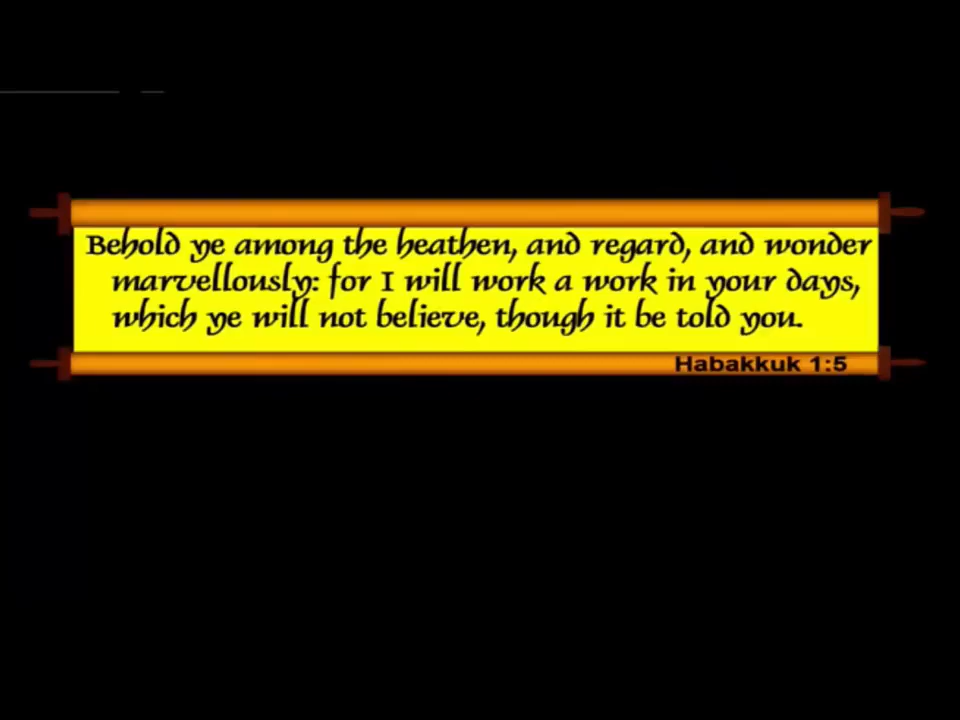 Behold ye among the heathen, and regard, and wonder
marvellously: for I will work a work in your days,
which ye will not believe, though it be told you.
Habakkuk 1:5